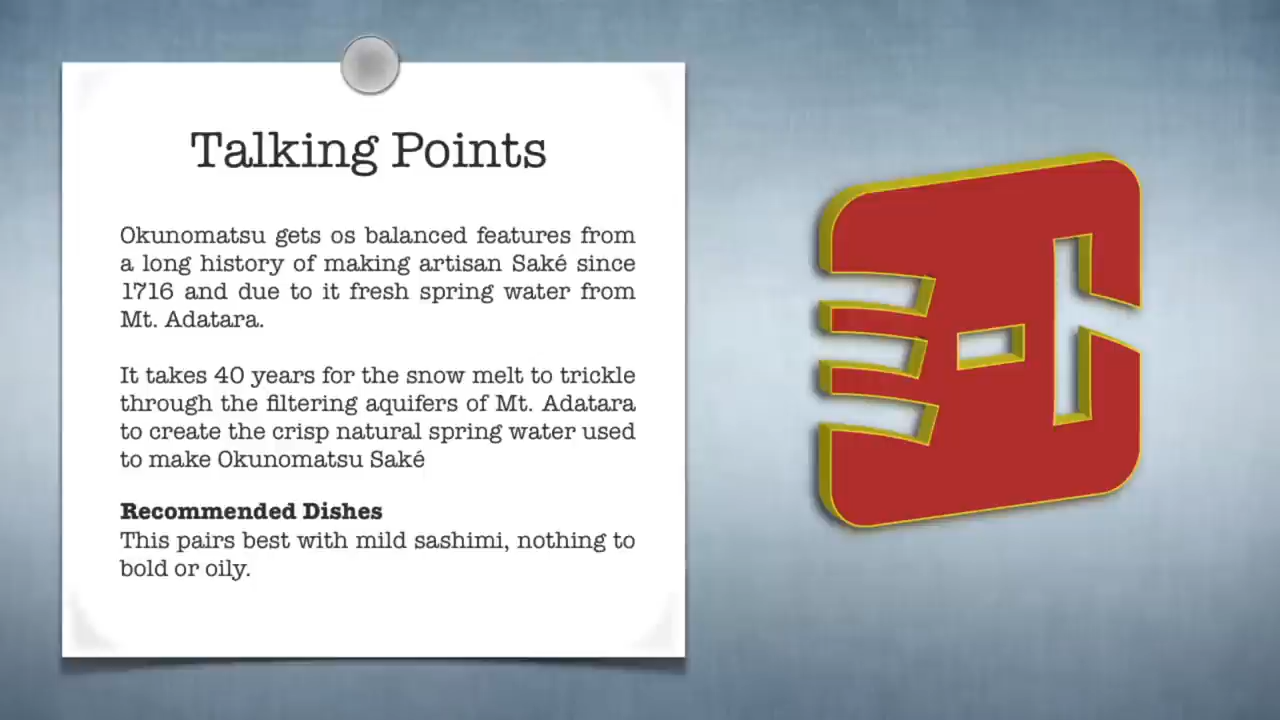 Talking Points
Okunomatsu gets os balanced features from
a long history of making artisan Saké since
1716 and due to it fresh spring water from
Mt. Adatara.
It takes 40 years for the snow melt to trickle
through the filtering aquifers of Mt. Adatara
to create the crisp natural spring water used
to make Okunomatsu Saké
Recommended Dishes
This pairs best with mild sashimi, nothing to
bold or oily.